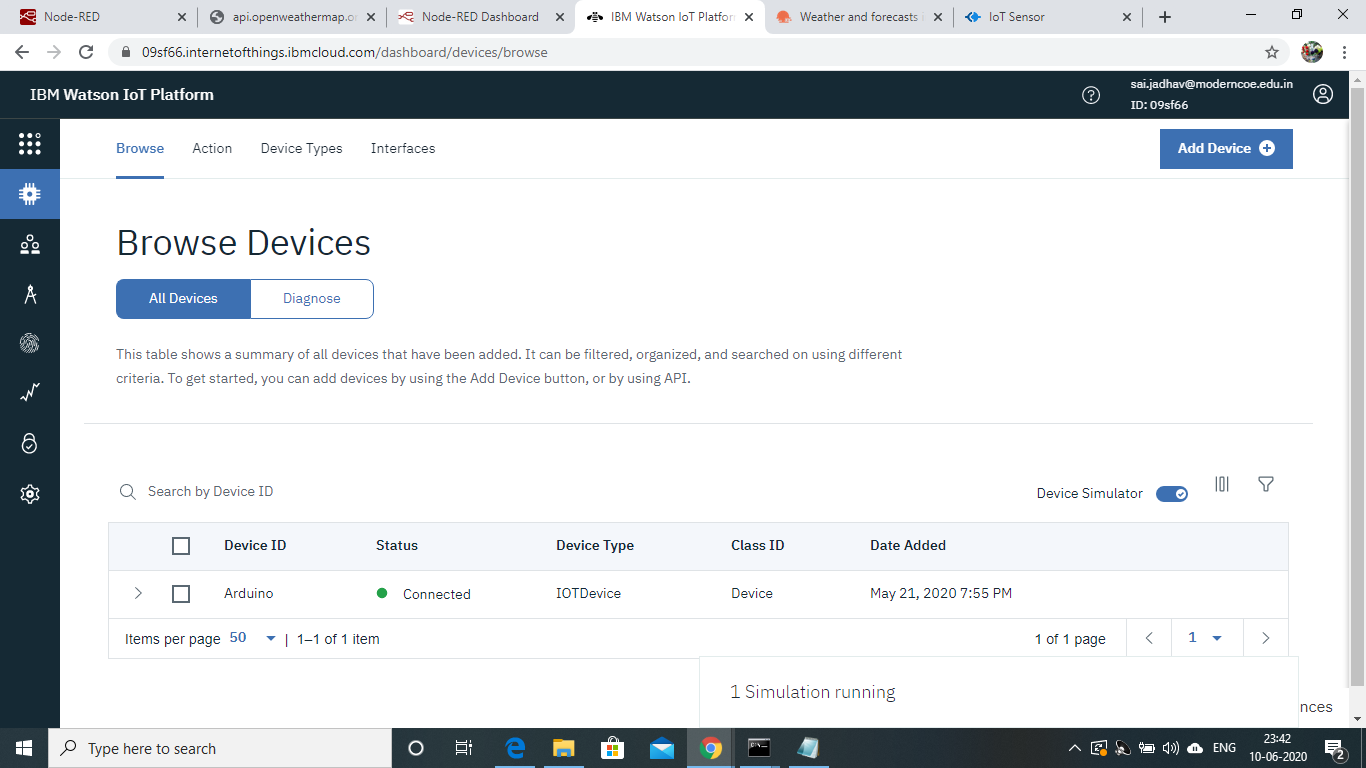 Node-RED
api.openweathermap.o
Node-RED Dashboard
IBM Watson IoT Platfor
Weather and forecasts
IoT Sensor
09sf66.internetofthings.ibmcloud.com/dashboard/devices/browse
IBM Watson IoT Platform
sai.jadhav@moderncoe.edu.in
ID: 09sf66
Browse
Action
Device Types
Interfaces
Add Device
Browse Devices
All Devices
Diagnose
This table shows a summary of all devices that have been added. It can be filtered, organized, and searched on using different
criteria. To get started, you can add devices by using the Add Device button, or by using API.
Search by Device ID
Device Simulator
Device ID Status Device Type Class ID Date Added
Arduino Connected IOTDevice Device May 21, 2020 7:55 PM
Items per page 50 | 1–1 of 1 item
1 of 1 page
1
1 Simulation running
nces
Type here to search
ENG
23:42
10-06-2020
2